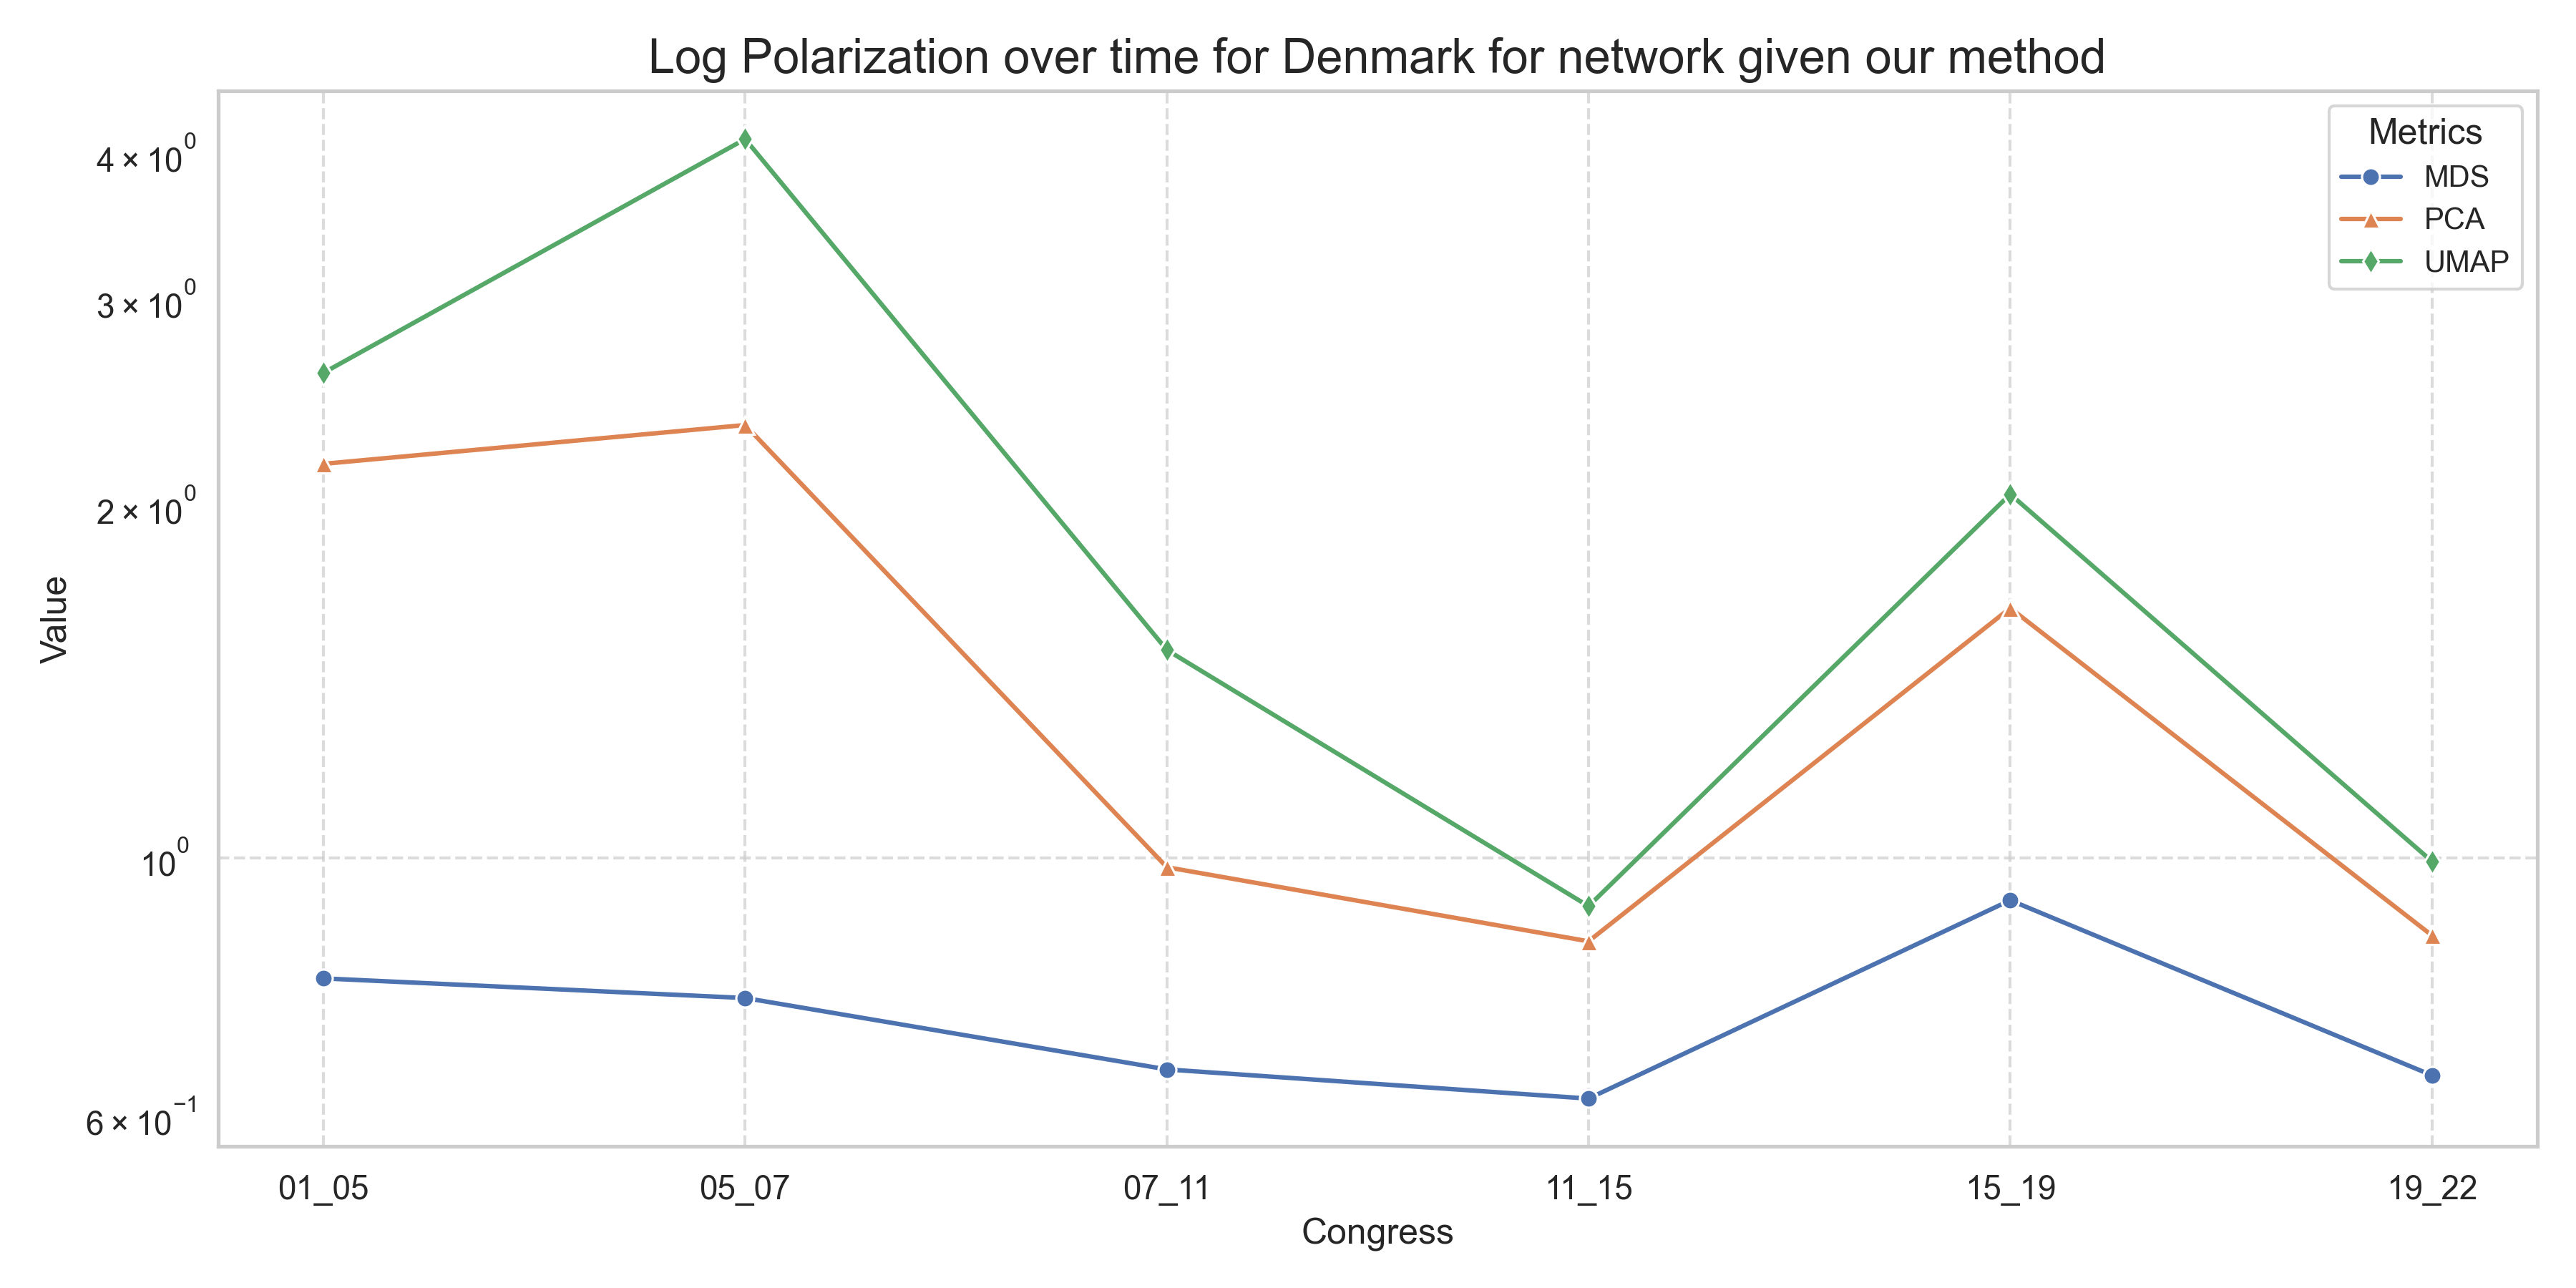 Log Polarization over time for Denmark for network given our method
Metrics
MDS
PCA
UMAP
Value
4 × 10⁰
3 × 10⁰
2 × 10⁰
10⁰
6 × 10⁻¹
01_05 05_07 07_11 11_15 15_19 19_22
Congress